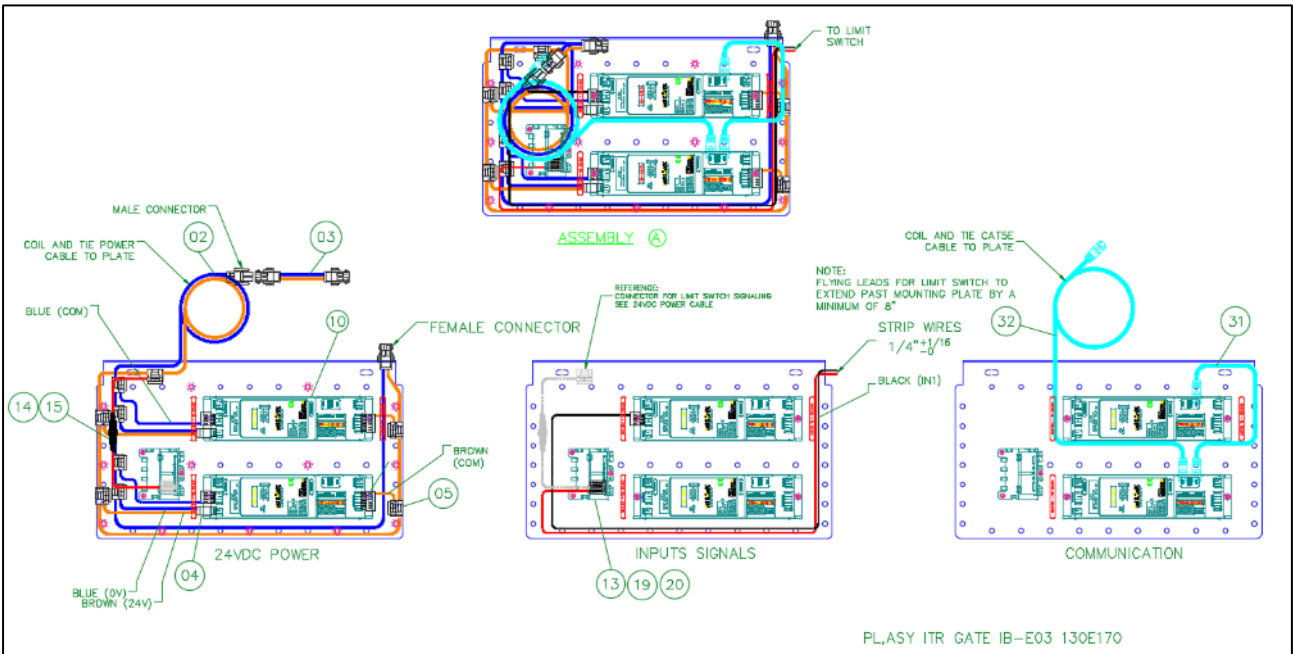 TO LIMIT
SWITCH
ASSEMBLY A
MALE CONNECTOR
02
03
COIL AND TIE POWER
CABLE TO PLATE
BLUE (COM)
10
FEMALE CONNECTOR
14
15
BROWN
(COM)
05
04
24VDC POWER
BLUE (0V)
BROWN (24V)
REFERENCE:
CONNECTOR FOR LIMIT SWITCH SIGNALING
SEE 24VDC POWER CABLE
NOTE:
FLYING LEADS FOR LIMIT SWITCH TO
EXTEND PAST MOUNTING PLATE BY A
MINIMUM OF 8"
STRIP WIRES
1/4" +1/16
-0
BLACK (IN1)
INPUTS SIGNALS
13
19
20
COIL AND TIE CAT5E
CABLE TO PLATE
32
31
COMMUNICATION
PL,ASY ITR GATE IB-E03 130E170